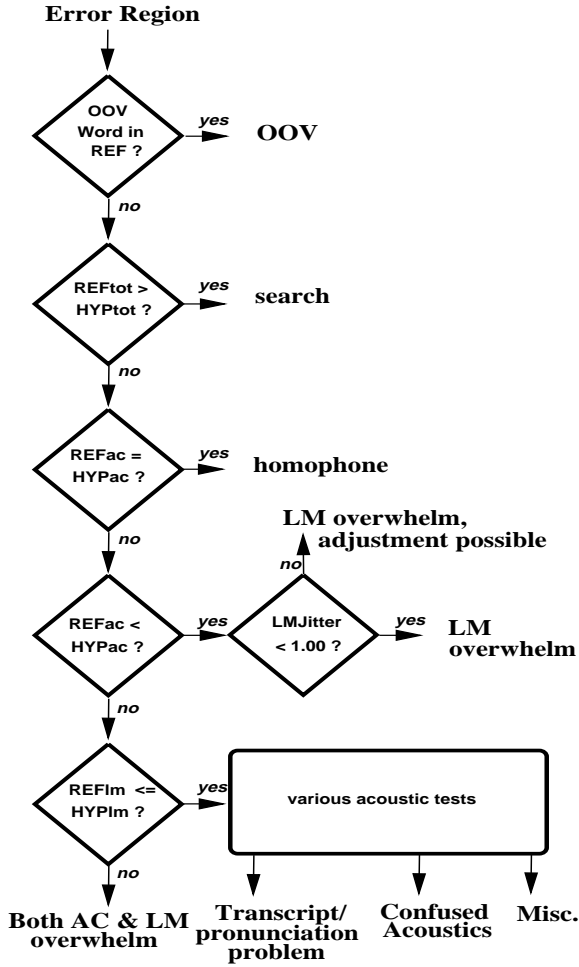 Error Region
OOV
Word in
REF ?
yes
OOV
no
REFtot >
HYPtot ?
yes
search
no
REFac =
HYPac ?
yes
homophone
no
LM overwhelm,
adjustment possible
no
REFac <
HYPac ?
yes
LMJitter
< 1.00 ?
yes
LM
overwhelm
no
REFlm <=
HYPlm ?
yes
various acoustic tests
no
Both AC & LM
overwhelm
Transcript/
pronunciation
problem
Confused
Acoustics
Misc.